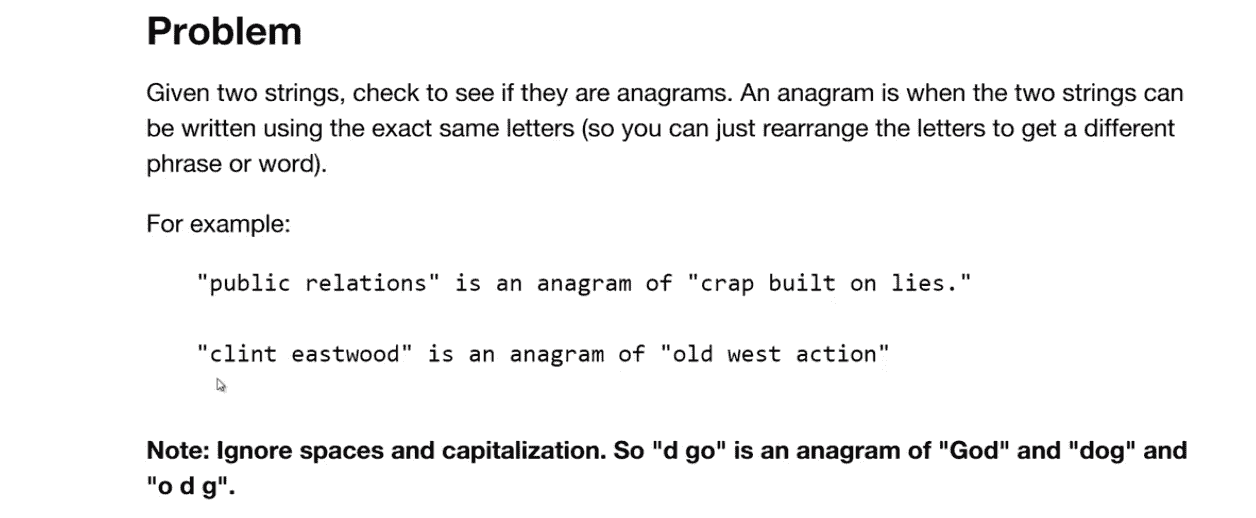 Problem
Given two strings, check to see if they are anagrams. An anagram is when the two strings can
be written using the exact same letters (so you can just rearrange the letters to get a different
phrase or word).
For example:
"public relations" is an anagram of "crap built on lies."
"clint eastwood" is an anagram of "old west action"
Note: Ignore spaces and capitalization. So "d go" is an anagram of "God" and "dog" and
"o d g".